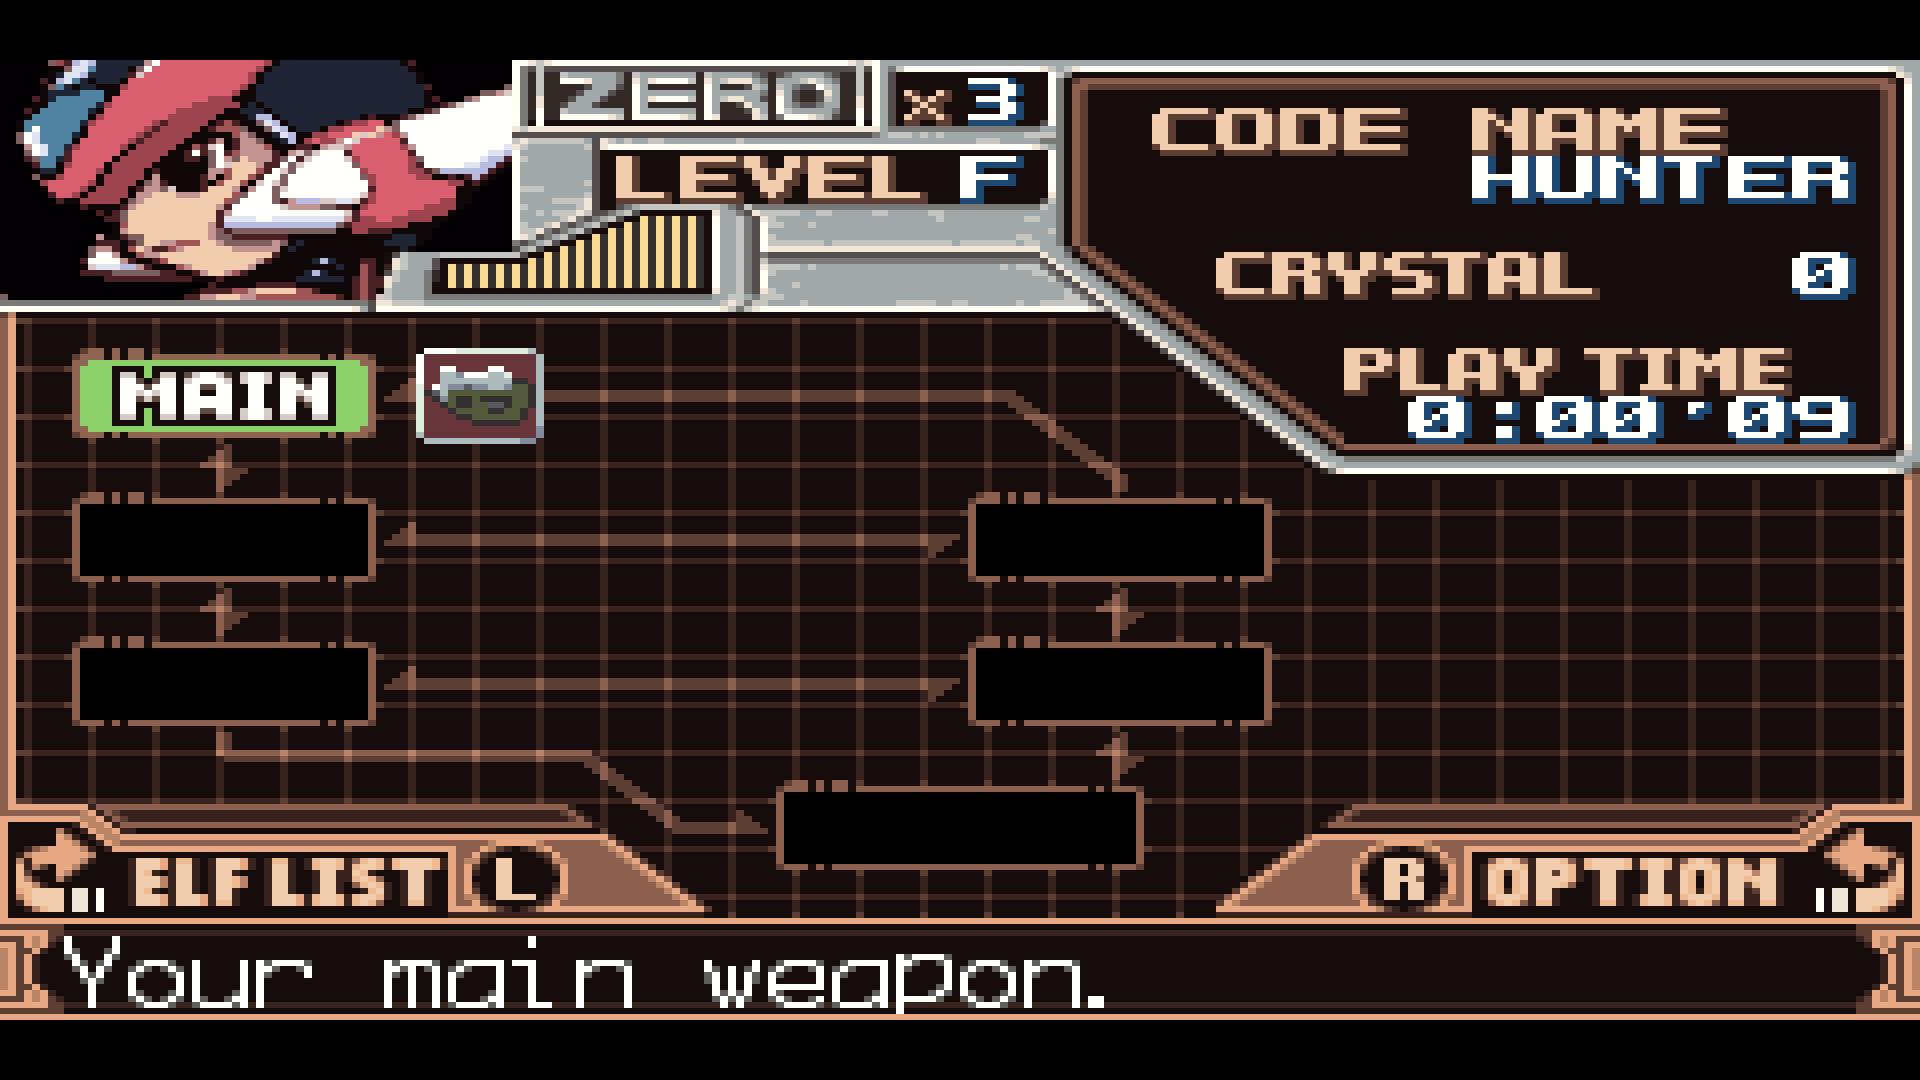 ZERO × 3
LEVEL F
CODE NAME
HUNTER
CRYSTAL 0
PLAY TIME
0:00'09
MAIN
ELF LIST L
R OPTION
Your main weapon.